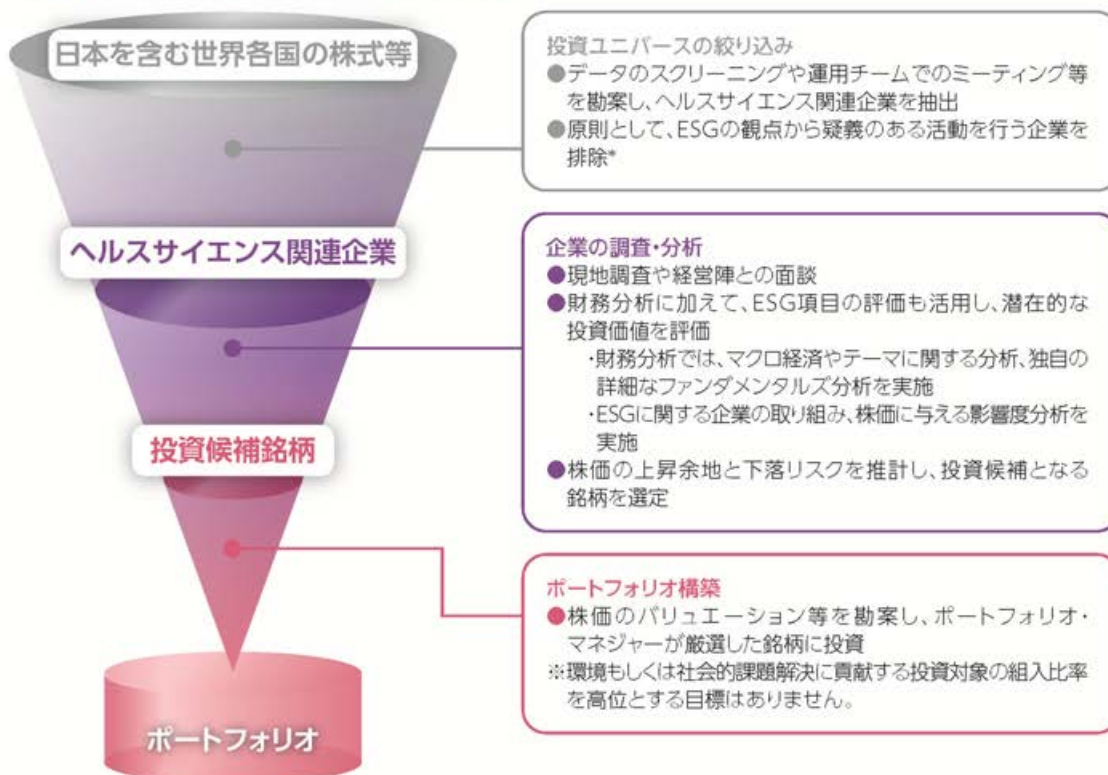 日本を含む世界各国の株式等
投資ユニバースの絞り込み
●データのスクリーニングや運用チームでのミーティング等
を勘案し、ヘルスサイエンス関連企業を抽出
●原則として、ESGの観点から疑義のある活動を行う企業を
排除*
ヘルスサイエンス関連企業
企業の調査・分析
●現地調査や経営陣との面談
●財務分析に加えて、ESG項目の評価も活用し、潜在的な
投資価値を評価
・財務分析では、マクロ経済やテーマに関する分析、独自の
詳細なファンダメンタルズ分析を実施
・ESGに関する企業の取り組み、株価に与える影響度分析を
実施
●株価の上昇余地と下落リスクを推計し、投資候補となる
銘柄を選定
投資候補銘柄
ポートフォリオ構築
●株価のバリュエーション等を勘案し、ポートフォリオ・
マネジャーが厳選した銘柄に投資
※環境もしくは社会的課題解決に貢献する投資対象の組入比率
を高位とする目標はありません。
ポートフォリオ